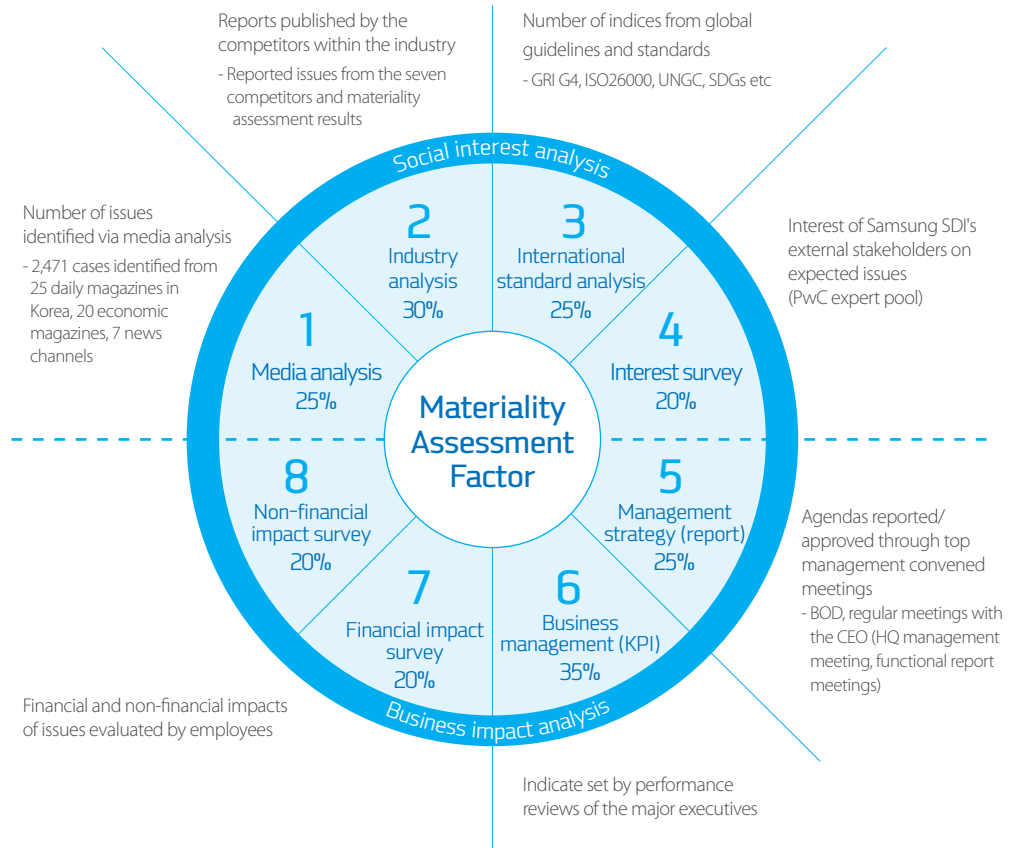 Reports published by the
competitors within the industry
- Reported issues from the seven
competitors and materiality
assessment results
Number of indices from global
guidelines and standards
- GRI G4, ISO26000, UNGC, SDGs etc
Social interest analysis
Number of issues
identified via media analysis
- 2,471 cases identified from
25 daily magazines in
Korea, 20 economic
magazines, 7 news
channels
Interest of Samsung SDI's
external stakeholders on
expected issues
(PwC expert pool)
1
Media analysis
25%
2
Industry
analysis
30%
3
International
standard analysis
25%
4
Interest survey
20%
Materiality
Assessment
Factor
5
Management
strategy (report)
25%
6
Business
management (KPI)
35%
7
Financial impact
survey
20%
8
Non-financial
impact survey
20%
Business impact analysis
Agendas reported/
approved through top
management convened
meetings
- BOD, regular meetings with
the CEO (HQ management
meeting, functional report
meetings)
Financial and non-financial impacts
of issues evaluated by employees
Indicate set by performance
reviews of the major executives